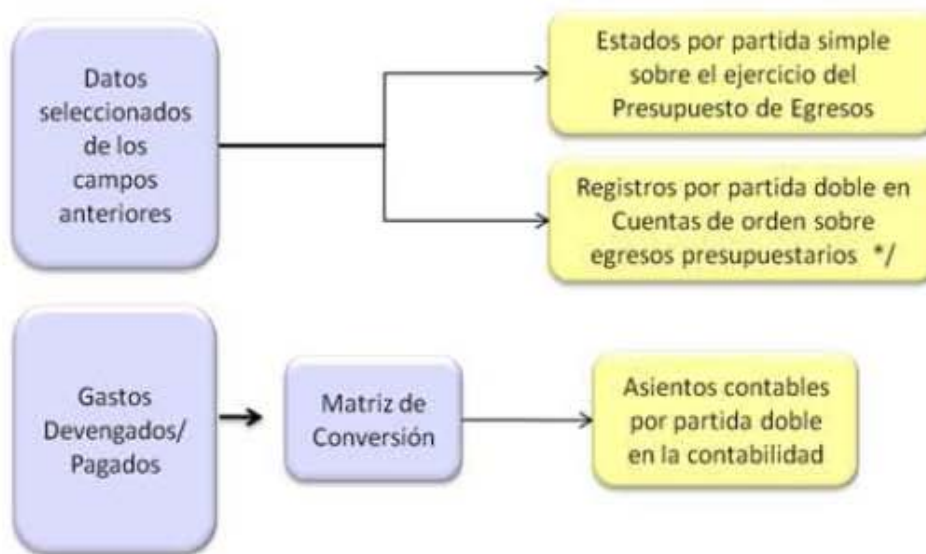 Datos
seleccionados
de los
campos
anteriores
Estados por partida simple
sobre el ejercicio del
Presupuesto de Egresos
Registros por partida doble en
Cuentas de orden sobre
egresos presupuestarios */
Gastos
Devengados/
Pagados
Matriz de
Conversión
Asientos contables
por partida doble
en la contabilidad